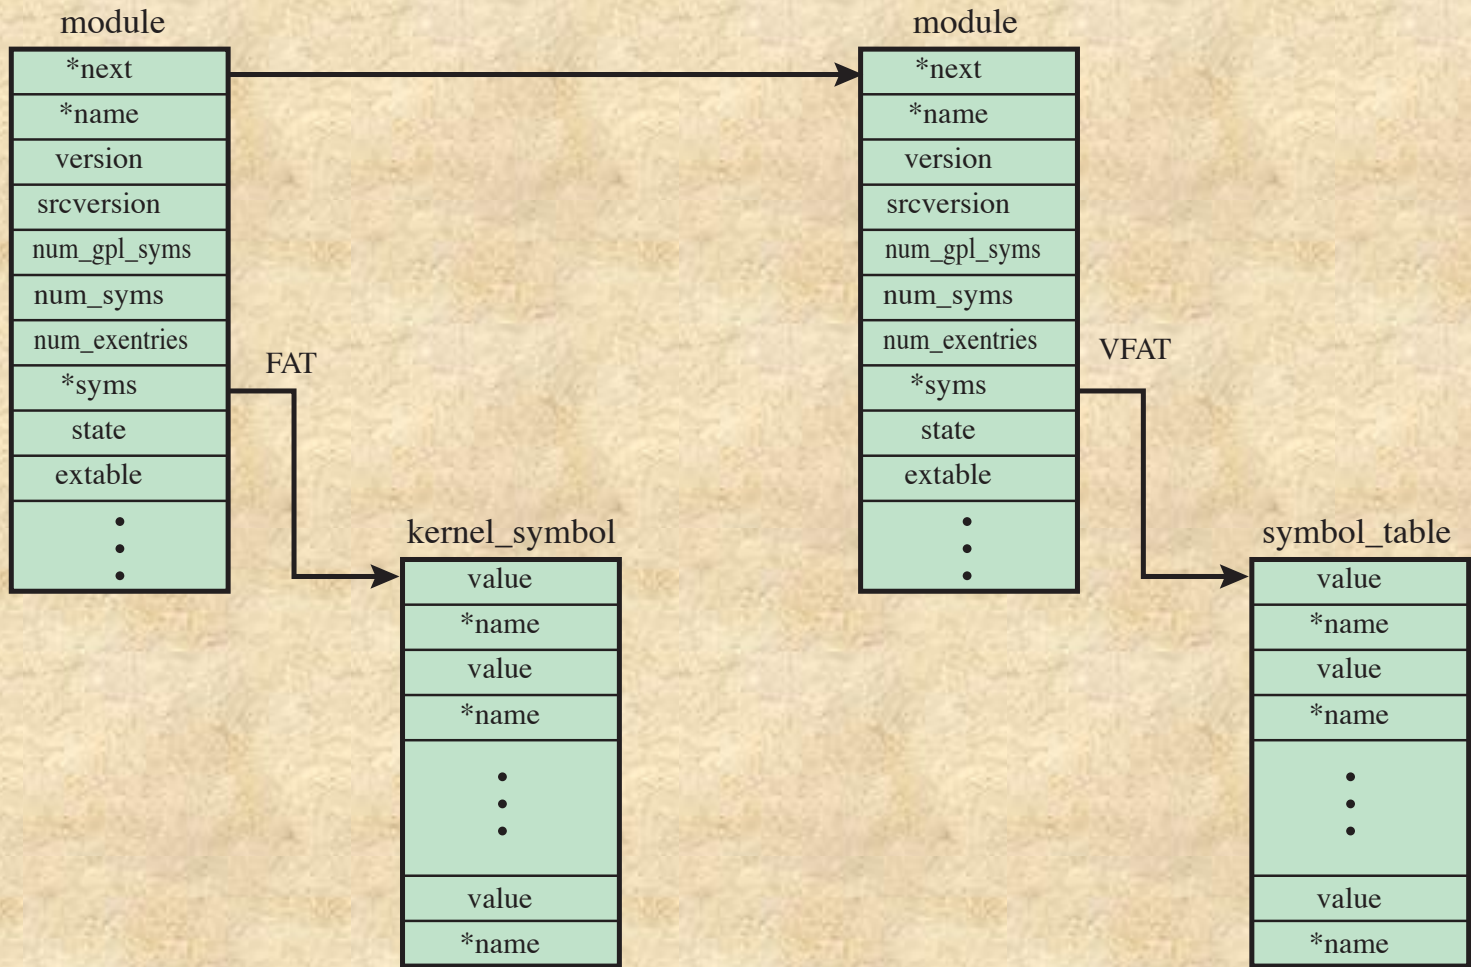 module
*next
*name
version
srcversion
num_gpl_syms
num_syms
num_exentries
*syms
state
extable
FAT
kernel_symbol
value
*name
value
*name
value
*name
module
*next
*name
version
srcversion
num_gpl_syms
num_syms
num_exentries
*syms
state
extable
VFAT
symbol_table
value
*name
value
*name
value
*name